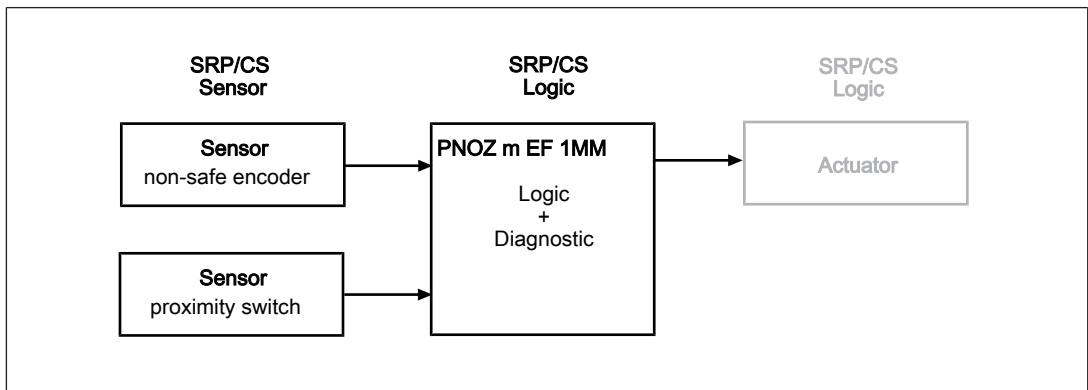 SRP/CS
Sensor
SRP/CS
Logic
SRP/CS
Logic
Sensor
non-safe encoder
PNOZ m EF 1MM
Logic
+
Diagnostic
Actuator
Sensor
proximity switch